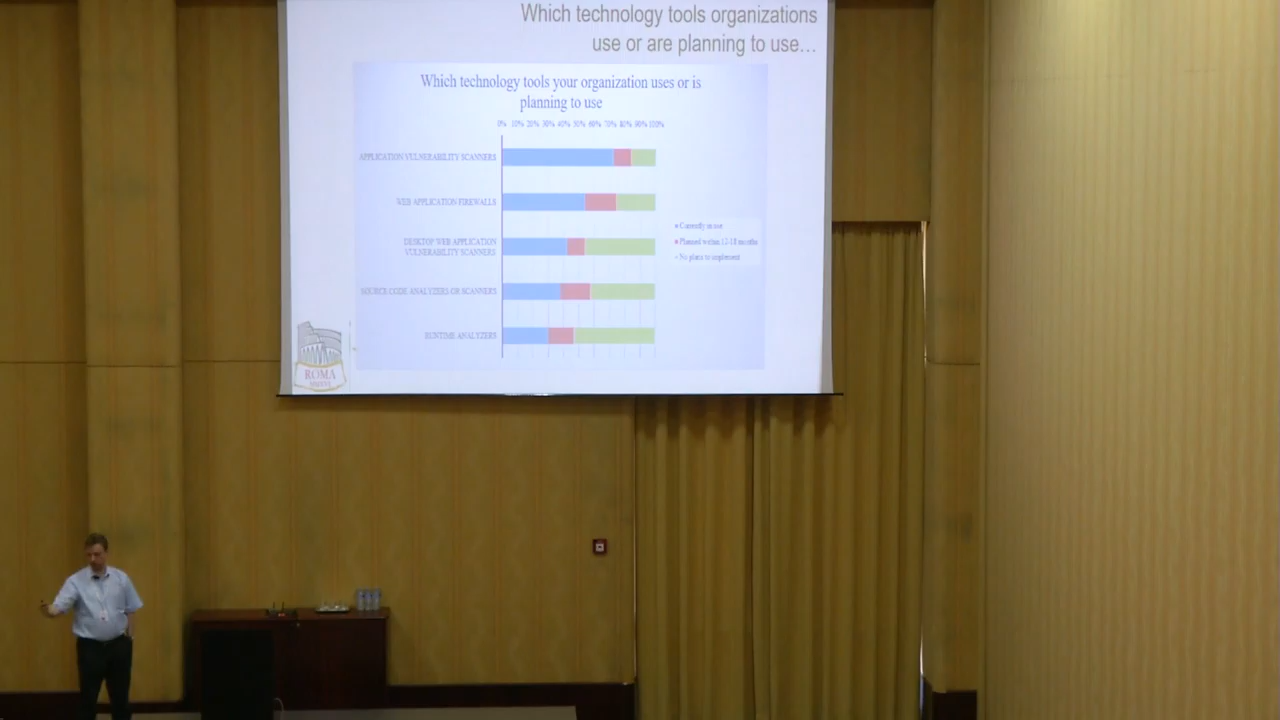 Which technology tools organizations
use or are planning to use...
Which technology tools your organization uses or is
planning to use
0% 10% 20% 30% 40% 50% 60% 70% 80% 90% 100%
APPLICATION VULNERABILITY SCANNERS
WEB APPLICATION FIREWALLS
DESKTOP WEB APPLICATION
VULNERABILITY SCANNERS
SOURCE CODE ANALYZERS OR SCANNERS
RUNTIME ANALYZERS
Currently in use
Planned within 12-18 months
No plans to implement
ROMA